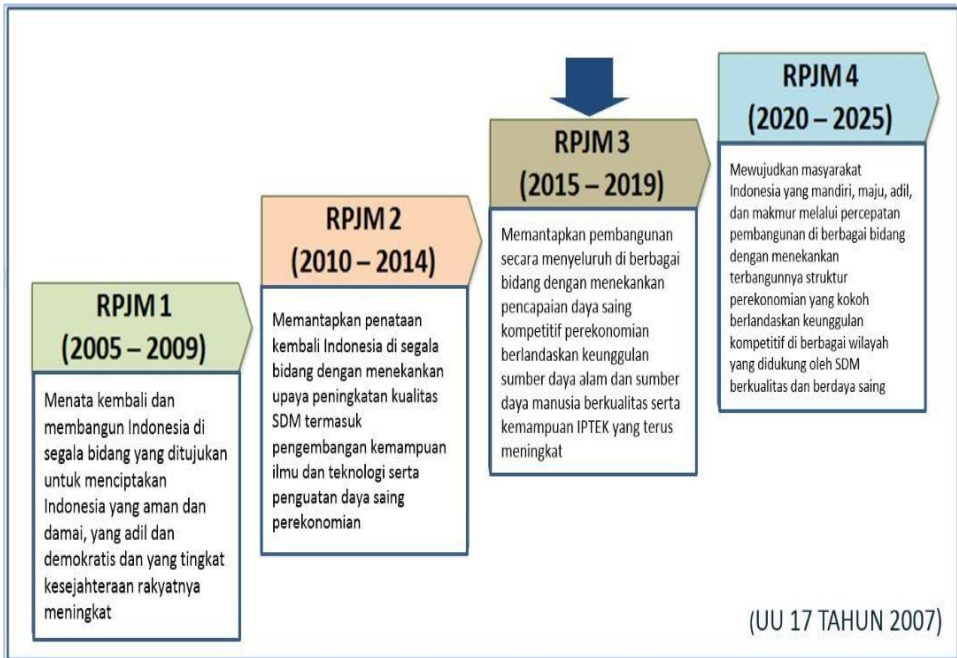 RPJM 1
(2005 – 2009)
Menata kembali dan
membangun Indonesia di
segala bidang yang ditujukan
untuk menciptakan
Indonesia yang aman dan
damai, yang adil dan
demokratis dan yang tingkat
kesejahteraan rakyatnya
meningkat
RPJM 2
(2010 – 2014)
Memantapkan penataan
kembali Indonesia di segala
bidang dengan menekankan
upaya peningkatan kualitas
SDM termasuk
pengembangan kemampuan
ilmu dan teknologi serta
penguatan daya saing
perekonomian
RPJM 3
(2015 – 2019)
Memantapkan pembangunan
secara menyeluruh di berbagai
bidang dengan menekankan
pencapaian daya saing
kompetitif perekonomian
berlandaskan keunggulan
sumber daya alam dan sumber
daya manusia berkualitas serta
kemampuan IPTEK yang terus
meningkat
RPJM 4
(2020 – 2025)
Mewujudkan masyarakat
Indonesia yang mandiri, maju, adil,
dan makmur melalui percepatan
pembangunan di berbagai bidang
dengan menekankan
terbangunnya struktur
perekonomian yang kokoh
berlandaskan keunggulan
kompetitif di berbagai wilayah
yang didukung oleh SDM
berkualitas dan berdaya saing
(UU 17 TAHUN 2007)